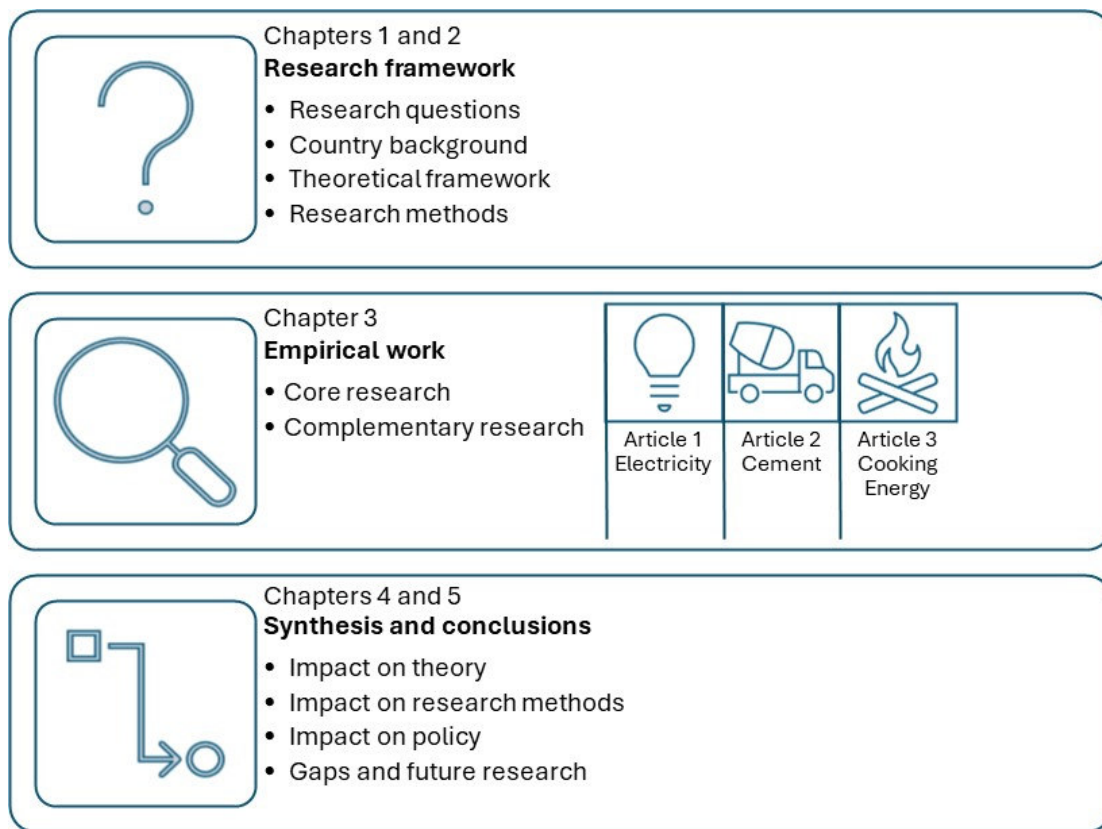 Chapters 1 and 2
Research framework
• Research questions
• Country background
• Theoretical framework
• Research methods
Chapter 3
Empirical work
• Core research
• Complementary research
Article 1
Electricity
Article 2
Cement
Article 3
Cooking
Energy
Chapters 4 and 5
Synthesis and conclusions
• Impact on theory
• Impact on research methods
• Impact on policy
• Gaps and future research